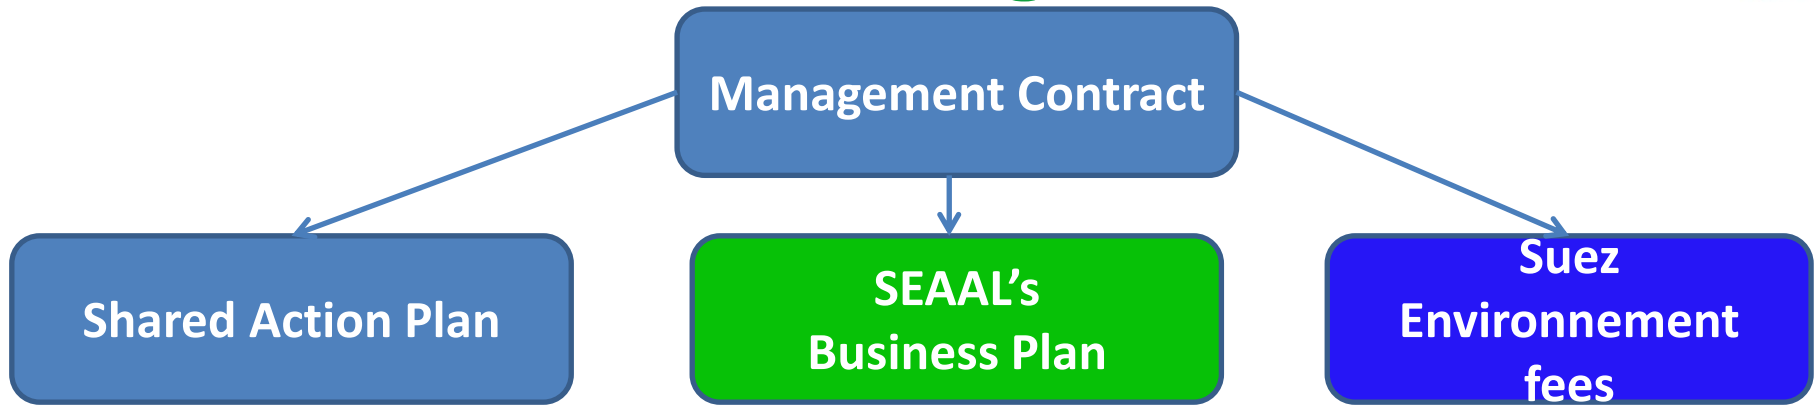 Management Contract
Shared Action Plan
SEAAL’s
Business Plan
Suez
Environnement
fees